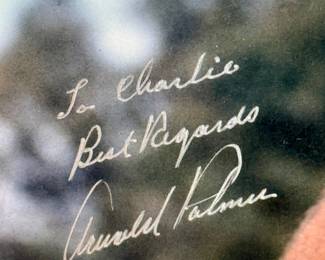 To Charlie
Best Regards
Arnold Palmer